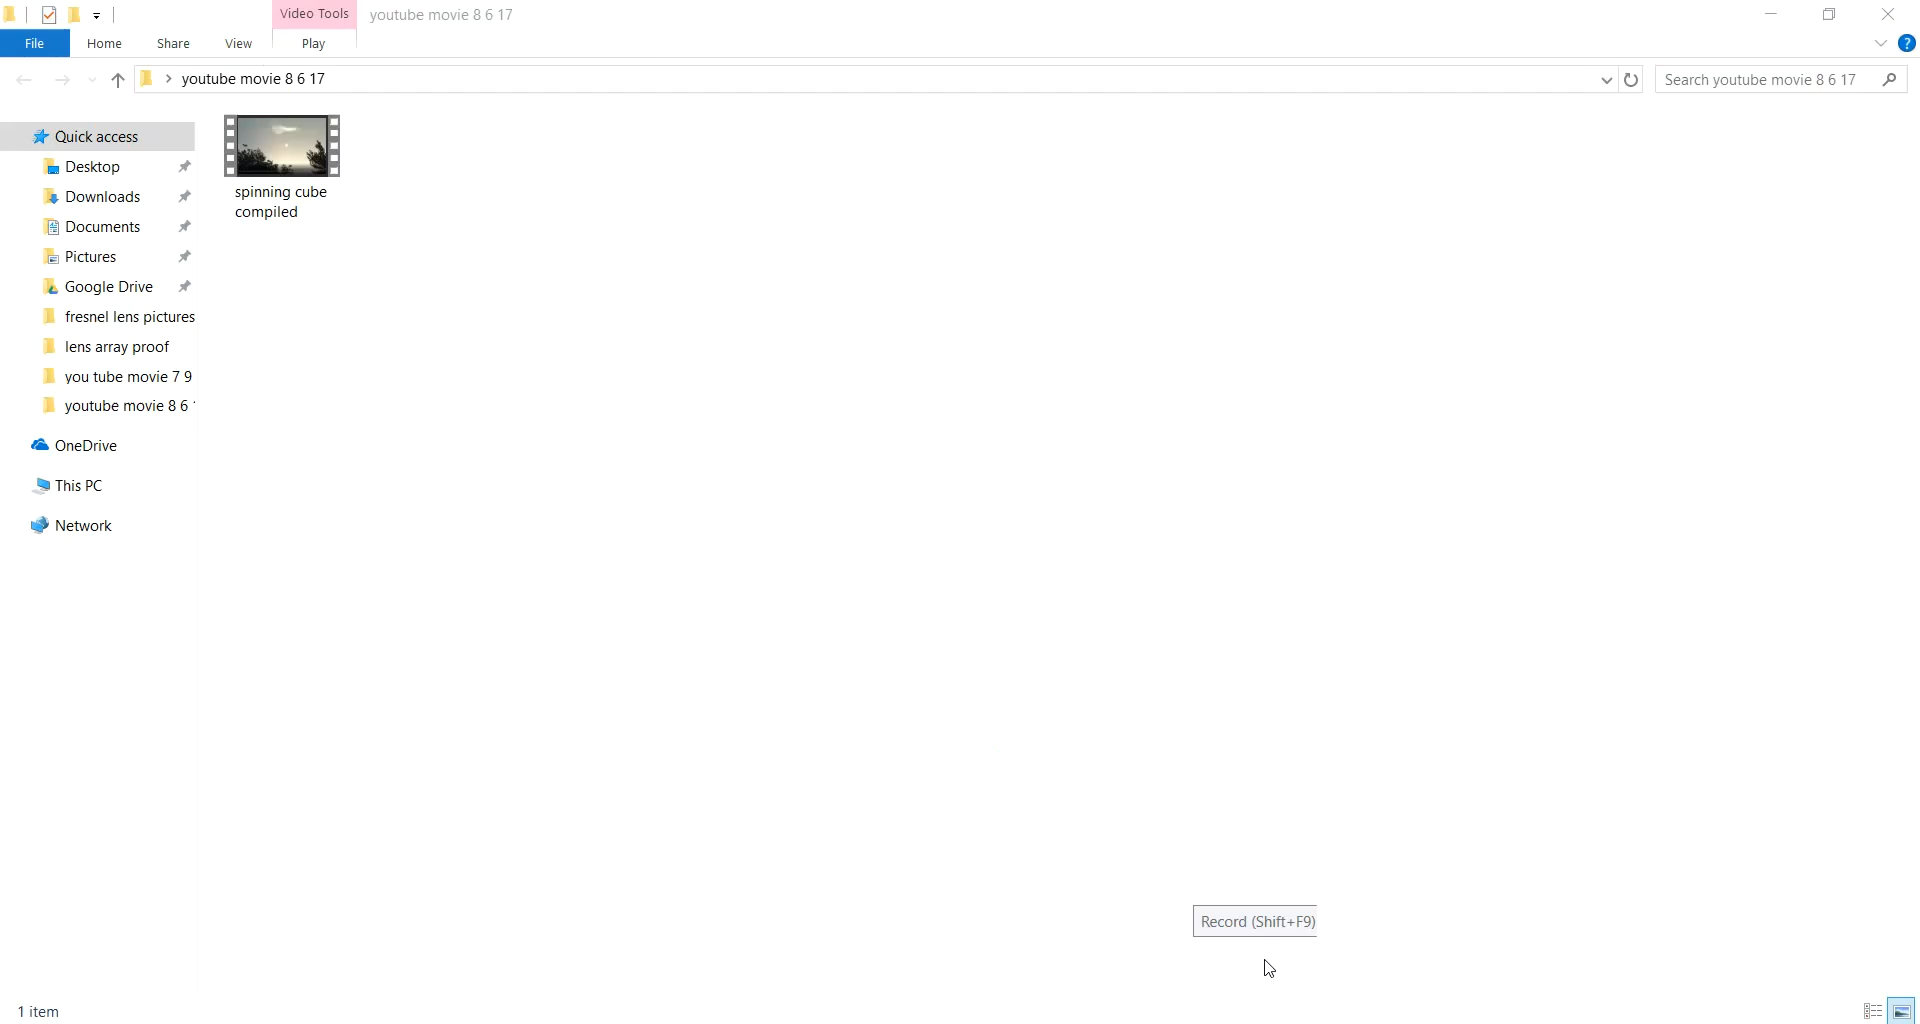 Video Tools
youtube movie 8 6 17
File
Home
Share
View
Play
youtube movie 8 6 17
Search youtube movie 8 6 17
Quick access
Desktop
Downloads
Documents
Pictures
Google Drive
fresnel lens pictures
lens array proof
you tube movie 7 9
youtube movie 8 6
OneDrive
This PC
Network
spinning cube
compiled
Record (Shift+F9)
1 item